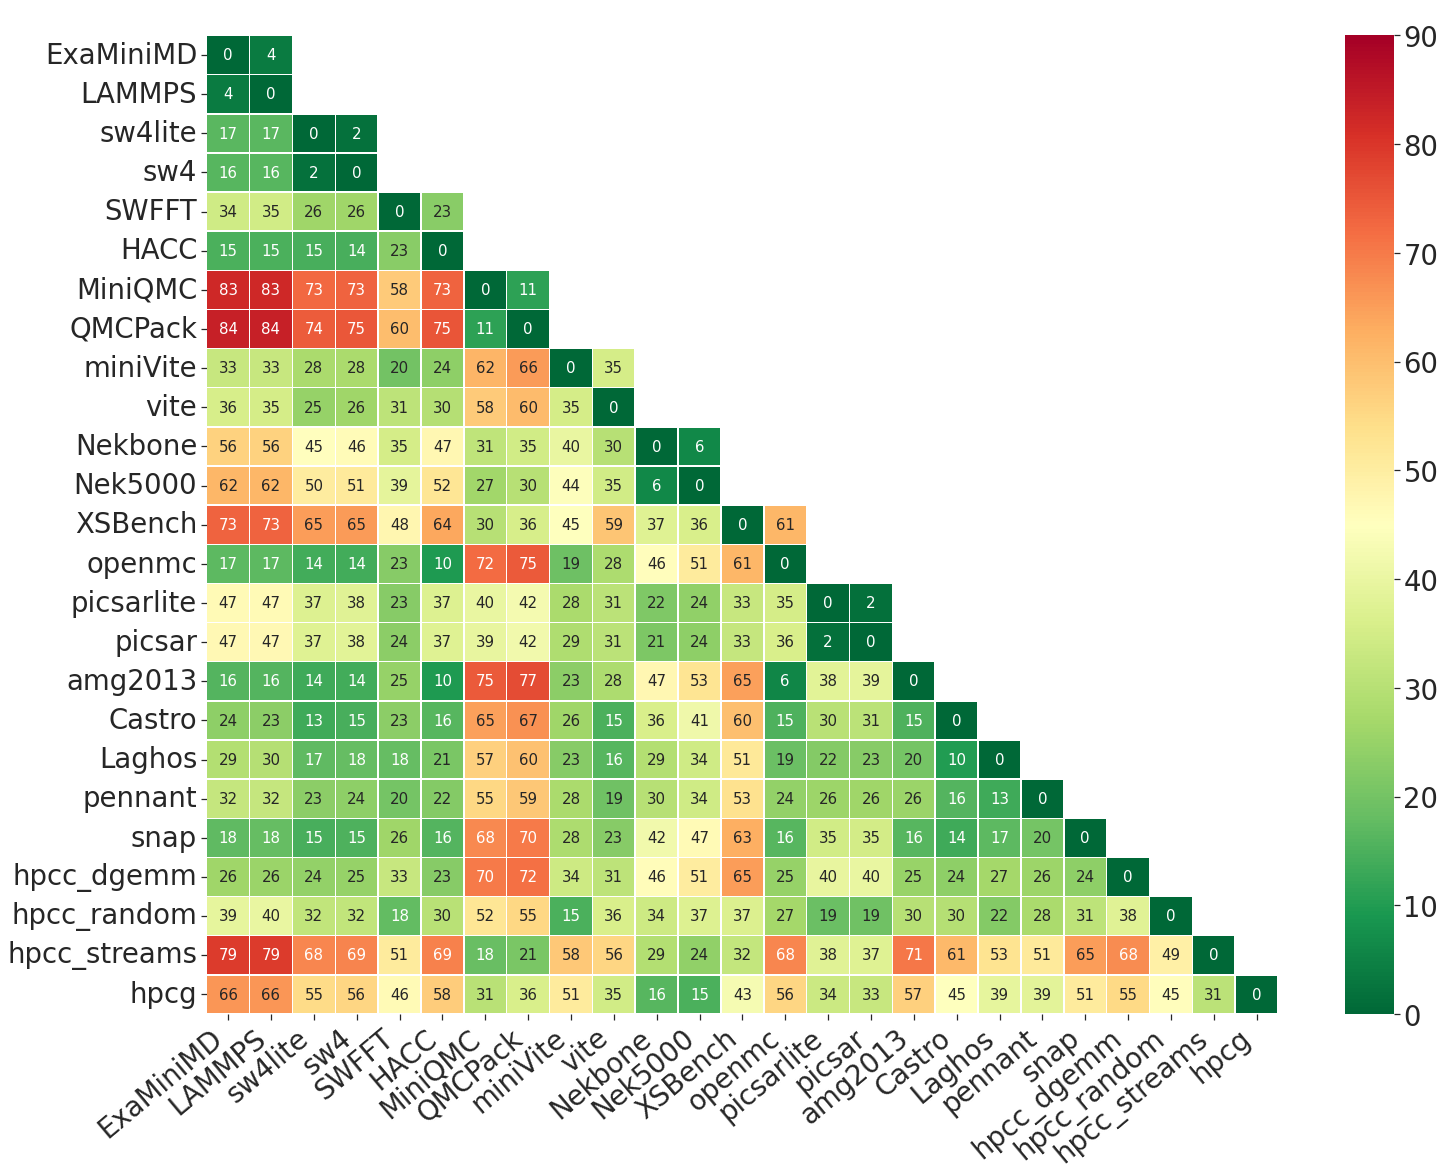 ExaMiniMD 0 4 90
LAMMPS 4 0
sw4lite 17 17 0 2 80
sw4 16 16 2 0
SWFFT 34 35 26 26 0 23
HACC 15 15 15 14 23 0 70
MiniQMC 83 83 73 73 58 73 0 11
QMCPack 84 84 74 75 60 75 11 0 60
miniVite 33 33 28 28 20 24 62 66 0 35
vite 36 35 25 26 31 30 58 60 35 0
Nekbone 56 56 45 46 35 47 31 35 40 30 0 6 50
Nek5000 62 62 50 51 39 52 27 30 44 35 6 0
XSBench 73 73 65 65 48 64 30 36 45 59 37 36 0 61
openmc 17 17 14 14 23 10 72 75 19 28 46 51 61 0 40
picsarlite 47 47 37 38 23 37 40 42 28 31 22 24 33 35 0 2
picsar 47 47 37 38 24 37 39 42 29 31 21 24 33 36 2 0
amg2013 16 16 14 14 25 10 75 77 23 28 47 53 65 6 38 39 0 30
Castro 24 23 13 15 23 16 65 67 26 15 36 41 60 15 30 31 15 0
Laghos 29 30 17 18 18 21 57 60 23 16 29 34 51 19 22 23 20 10 0
pennant 32 32 23 24 20 22 55 59 28 19 30 34 53 24 26 26 26 16 13 0 20
snap 18 18 15 15 26 16 68 70 28 23 42 47 63 16 35 35 16 14 17 20 0
hpcc_dgemm 26 26 24 25 33 23 70 72 34 31 46 51 65 25 40 40 25 24 27 26 24 0
hpcc_random 39 40 32 32 18 30 52 55 15 36 34 37 37 27 19 19 30 30 22 28 31 38 0 10
hpcc_streams 79 79 68 69 51 69 18 21 58 56 29 24 32 68 38 37 71 61 53 51 65 68 49 0
hpcg 66 66 55 56 46 58 31 36 51 35 16 15 43 56 34 33 57 45 39 39 51 55 45 31 0 0
ExaMiniMD
LAMMPS
sw4lite
sw4
SWFFT
HACC
MiniQMC
QMCPack
miniVite
vite
Nekbone
Nek5000
XSBench
openmc
picsarlite
picsar
amg2013
Castro
Laghos
pennant
snap
hpcc_dgemm
hpcc_random
hpcc_streams
hpcg